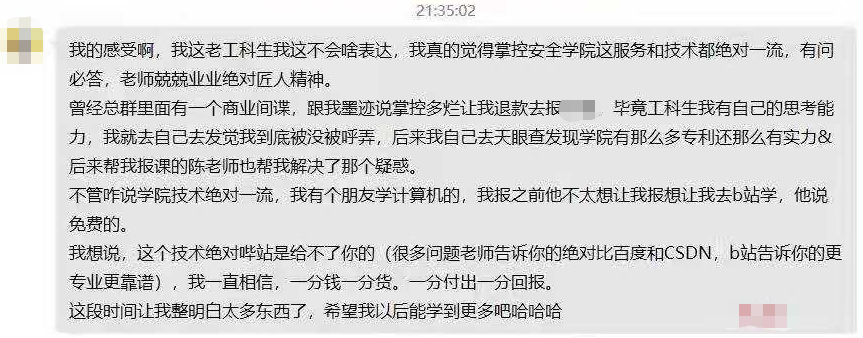 21:35:02
我的感受啊，我这老工科生我这不会啥表达，我真的觉得掌控安全学院这服务和技术都绝对一流，有问
必答，老师兢兢业业绝对匠人精神。
曾经总群里面有一个商业间谍，跟我墨迹说掌控多烂让我退款去报 毕竟工科生我有自己的思考能
力，我就去自己去发觉我到底被没被呼弄，后来我自己去天眼查发现学院有那么多专利还那么有实力&
后来帮我报课的陈老师也帮我解决了那个疑惑。
不管咋说学院技术绝对一流，我有个朋友学计算机的，我报之前他不太想让我报想让我去b站学，他说
免费的。
我想说，这个技术绝对哔站是给不了你的（很多问题老师告诉你的绝对比百度和CSDN，b站告诉你的更
专业更靠谱），我一直相信，一分钱一分货。一分付出一分回报。
这段时间让我整明白太多东西了，希望我以后能学到更多吧哈哈哈